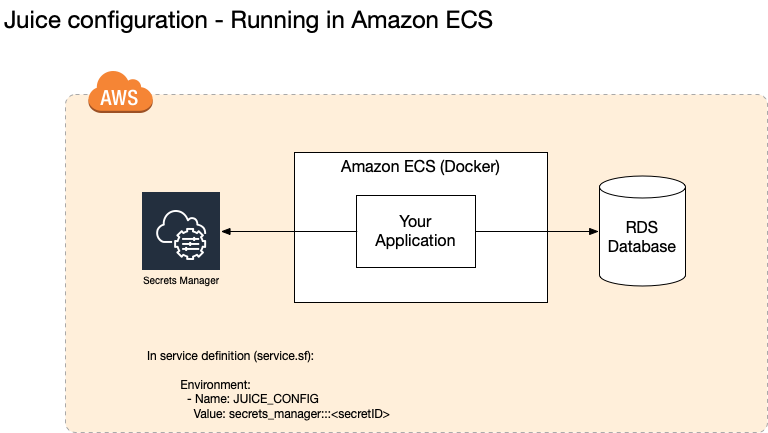 Juice configuration - Running in Amazon ECS
AWS
Amazon ECS (Docker)
Your
Application
RDS
Database
Secrets Manager
In service definition (service.sf):
Environment:
- Name: JUICE_CONFIG
Value: secrets_manager:::<secretID>